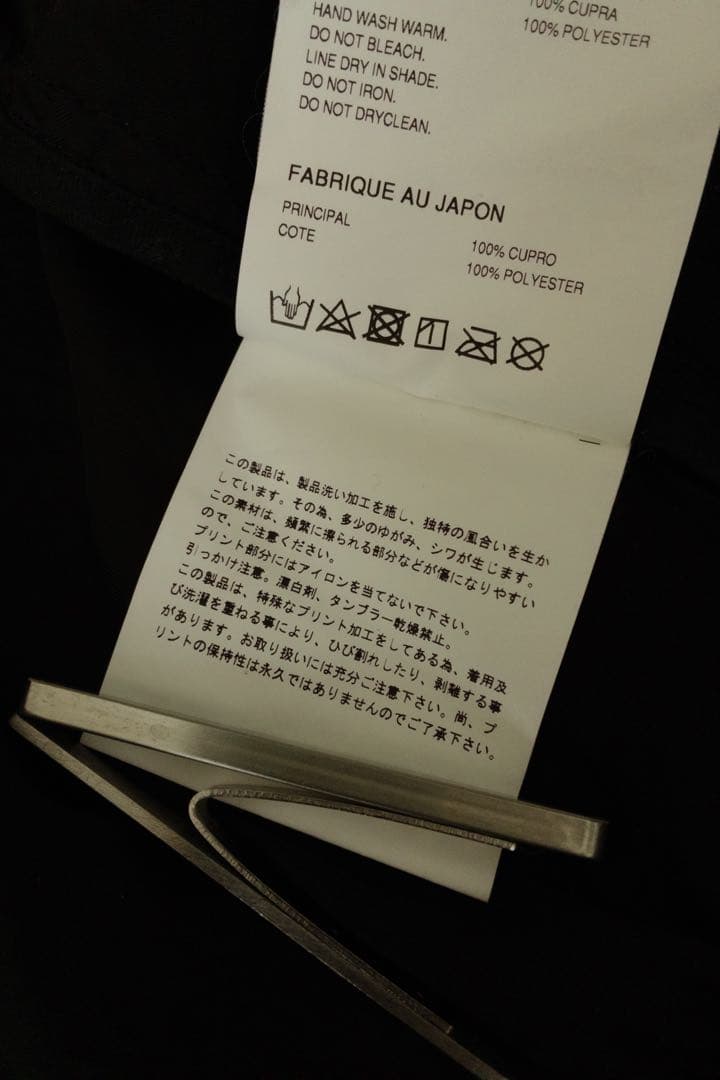 100% CUPRA
HAND WASH WARM.
100% POLYESTER
DO NOT BLEACH.
LINE DRY IN SHADE.
DO NOT IRON.
DO NOT DRYCLEAN.
FABRIQUE AU JAPON
PRINCIPAL
100% CUPRO
COTE
100% POLYESTER
この製品は、製品洗い加工を施し、独特の風合いを生か
しています。その為、多少のゆがみ、シワが生じます。
この素材は、頻繁に擦られる部分などが傷になりやすい
ので、ご注意ください。
プリント部分にはアイロンを当てないで下さい。
引っかけ注意。漂白剤、タンブラー乾燥禁止。
この製品は、特殊なプリント加工をしてある為、着用及
び洗濯を重ねる事により、ひび割れしたり、剥離する事
があります。お取り扱いには充分ご注意下さい。尚、プ
リントの保持性は永久ではありませんのでご了承下さい。